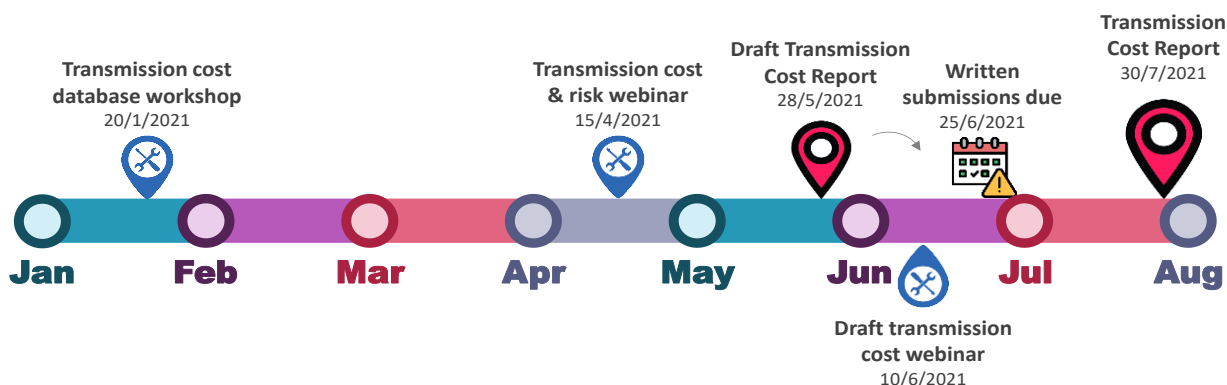 Transmission cost
database workshop
20/1/2021
Transmission cost
& risk webinar
15/4/2021
Draft Transmission
Cost Report
28/5/2021
Written
submissions due
25/6/2021
Transmission
Cost Report
30/7/2021
Jan
Feb
Mar
Apr
May
Jun
Jul
Aug
Draft transmission
cost webinar
10/6/2021